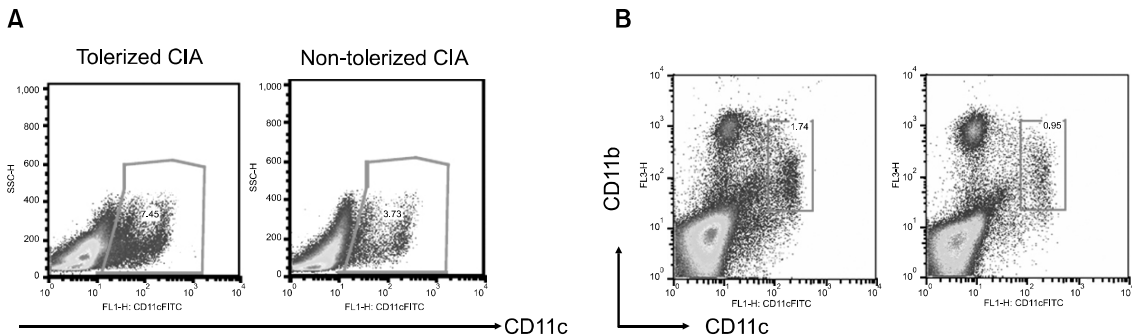 A
Tolerized CIA
Non-tolerized CIA
1,000
800
600
400
200
0
SSC-H
7.45
10^0 10^1 10^2 10^3 10^4
FL1-H: CD11cFITC
1,000
800
600
400
200
0
SSC-H
3.73
10^0 10^1 10^2 10^3 10^4
FL1-H: CD11cFITC
CD11c
B
CD11b
10^4
10^3
10^2
10^1
10^0
FL3-H
1.74
10^0 10^1 10^2 10^3 10^4
FL1-H: CD11cFITC
10^4
10^3
10^2
10^1
10^0
FL3-H
0.95
10^0 10^1 10^2 10^3 10^4
FL1-H: CD11cFITC
CD11c